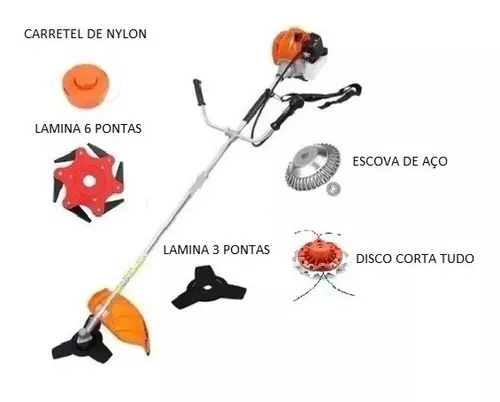 CARRETEL DE NYLON
LAMINA 6 PONTAS
ESCOVA DE AÇO
LAMINA 3 PONTAS
DISCO CORTA TUDO